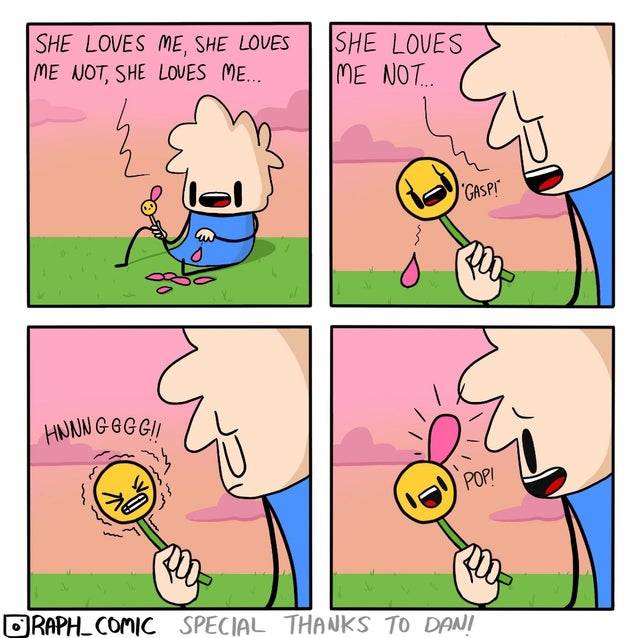 SHE LOVES ME, SHE LOVES
ME NOT, SHE LOVES ME...
SHE LOVES
ME NOT...
*GASP!*
HNNNGGGG!!
POP!
RAPH_COMIC SPECIAL THANKS TO DAN!